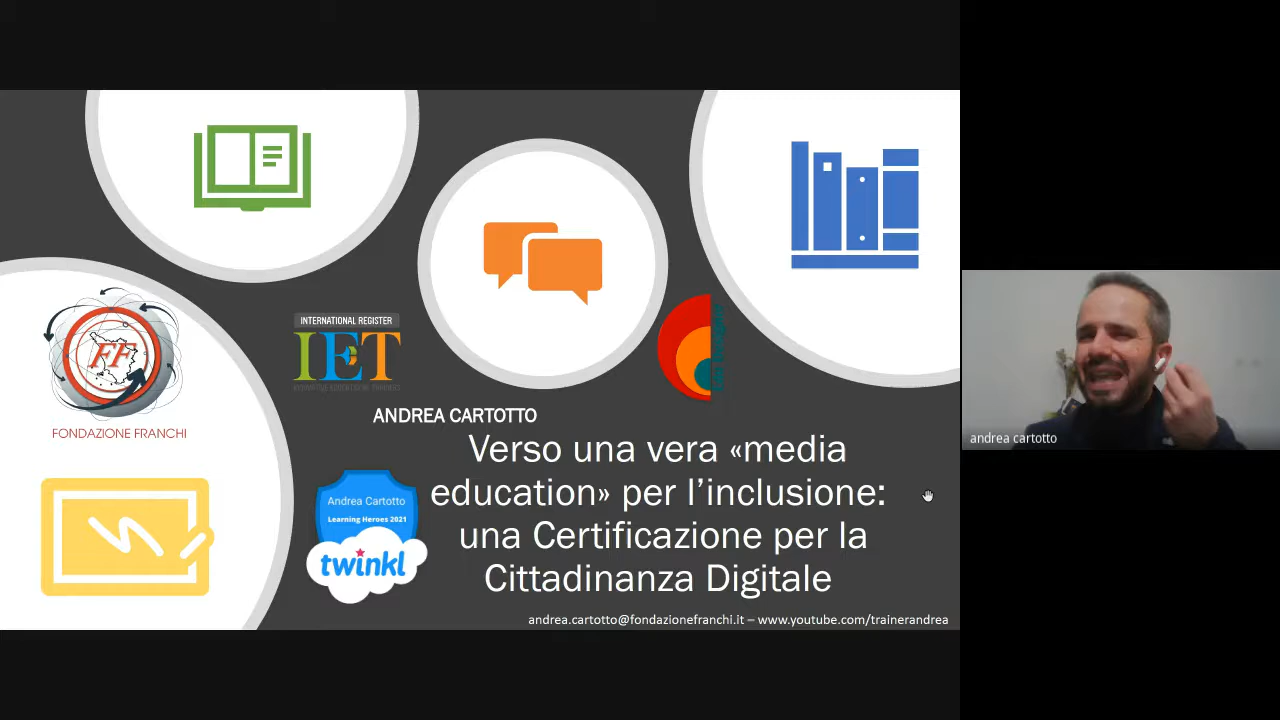 FF
FONDAZIONE FRANCHI
INTERNATIONAL REGISTER
IET
ANDREA CARTOTTO
Verso una vera «media
education» per l’inclusione:
una Certificazione per la
Cittadinanza Digitale
Andrea Cartotto
Learning Heroes 2021
twinkl
andrea.cartotto@fondazionefranchi.it – www.youtube.com/trainerandrea
andrea cartotto